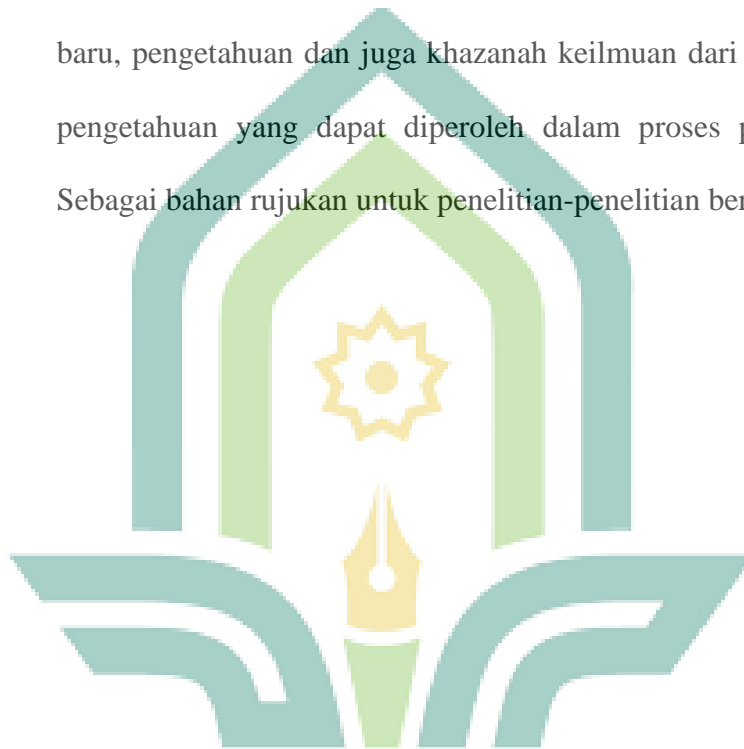 baru, pengetahuan dan juga khazanah keilmuan dari
pengetahuan yang dapat diperoleh dalam proses
Sebagai bahan rujukan untuk penelitian-penelitian